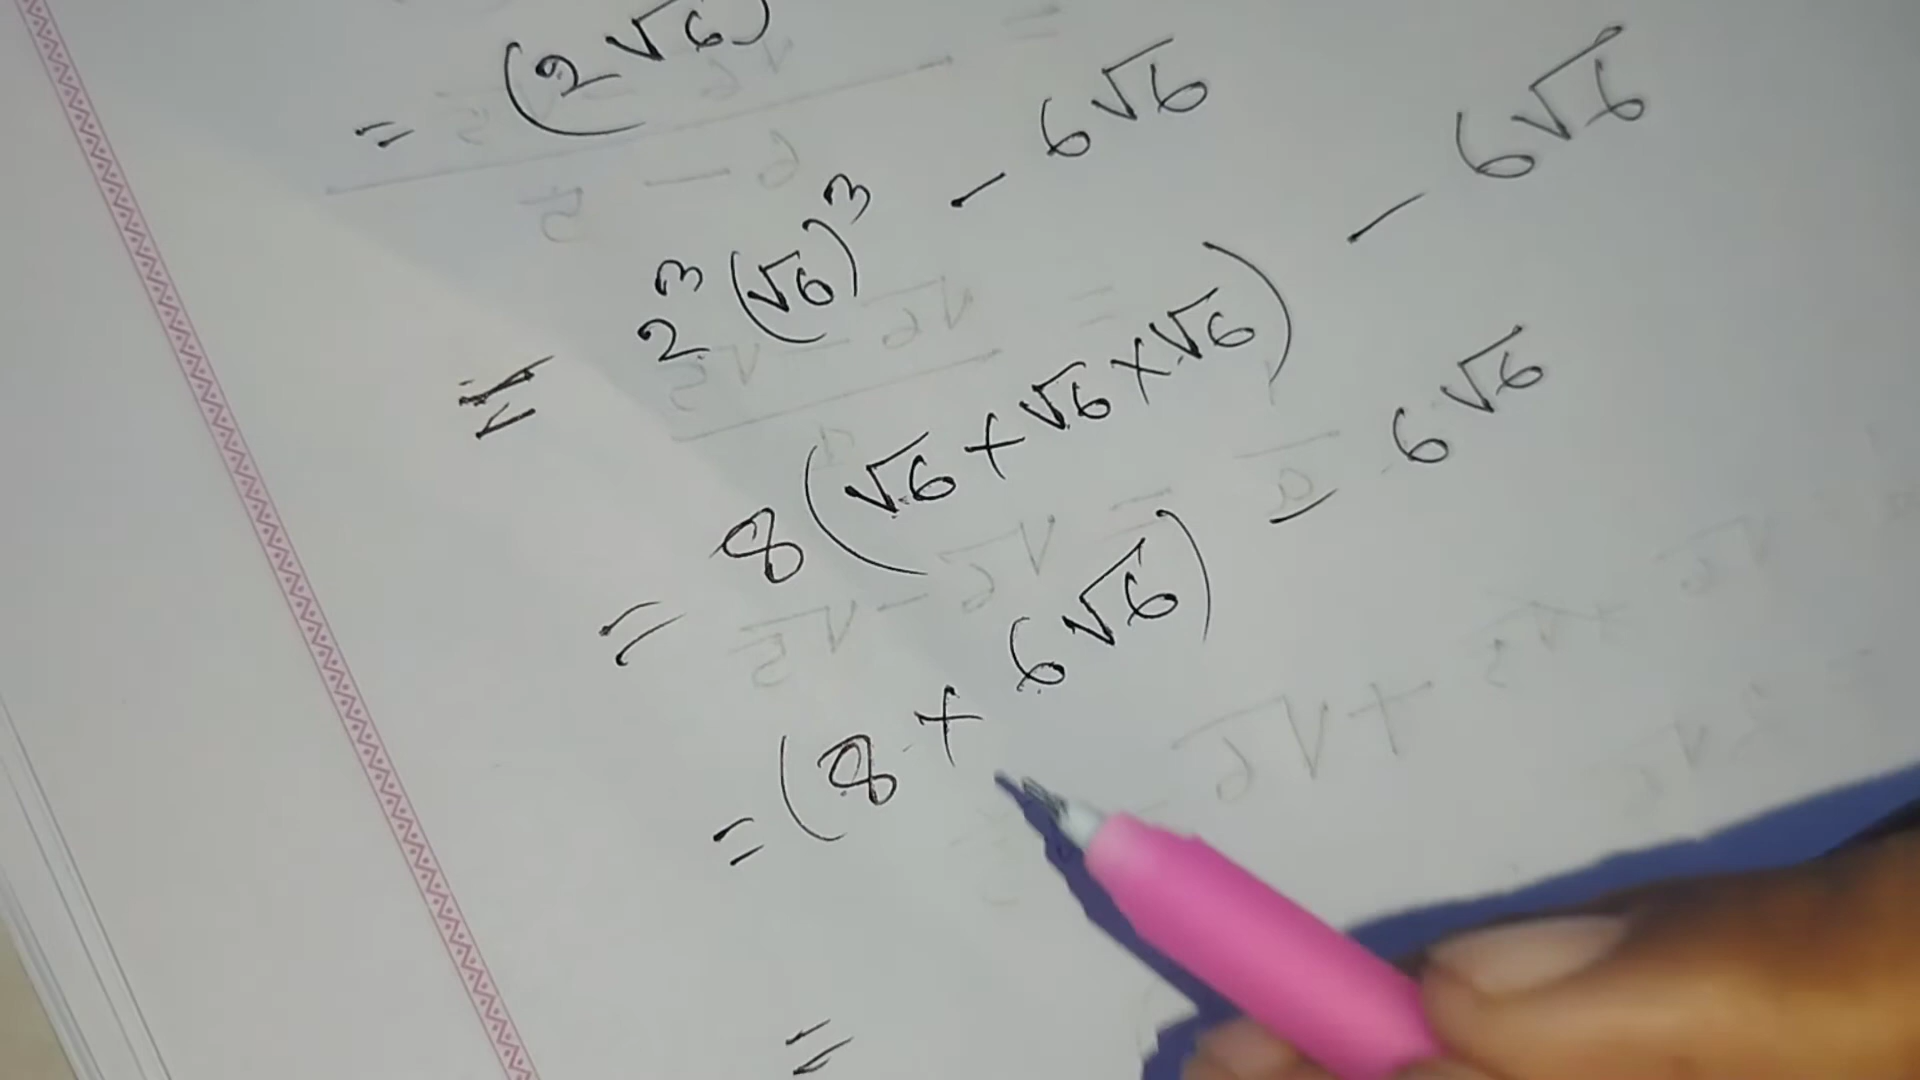 = (2√6)
= 2³(√6)³ - 6√6
= 8(√6 × √6 × √6) - 6√6
= (8 × 6√6) - 6√6
=